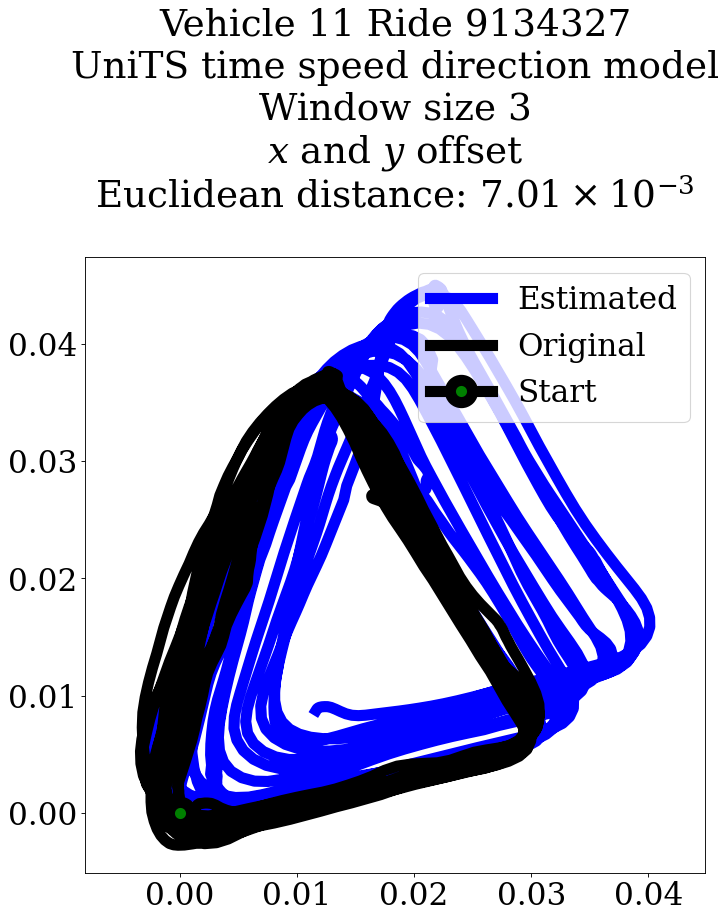 Vehicle 11 Ride 9134327
UniTS time speed direction model
Window size 3
x and y offset
Euclidean distance: 7.01 × 10⁻³
Estimated
Original
Start
0.04
0.03
0.02
0.01
0.00
0.00 0.01 0.02 0.03 0.04